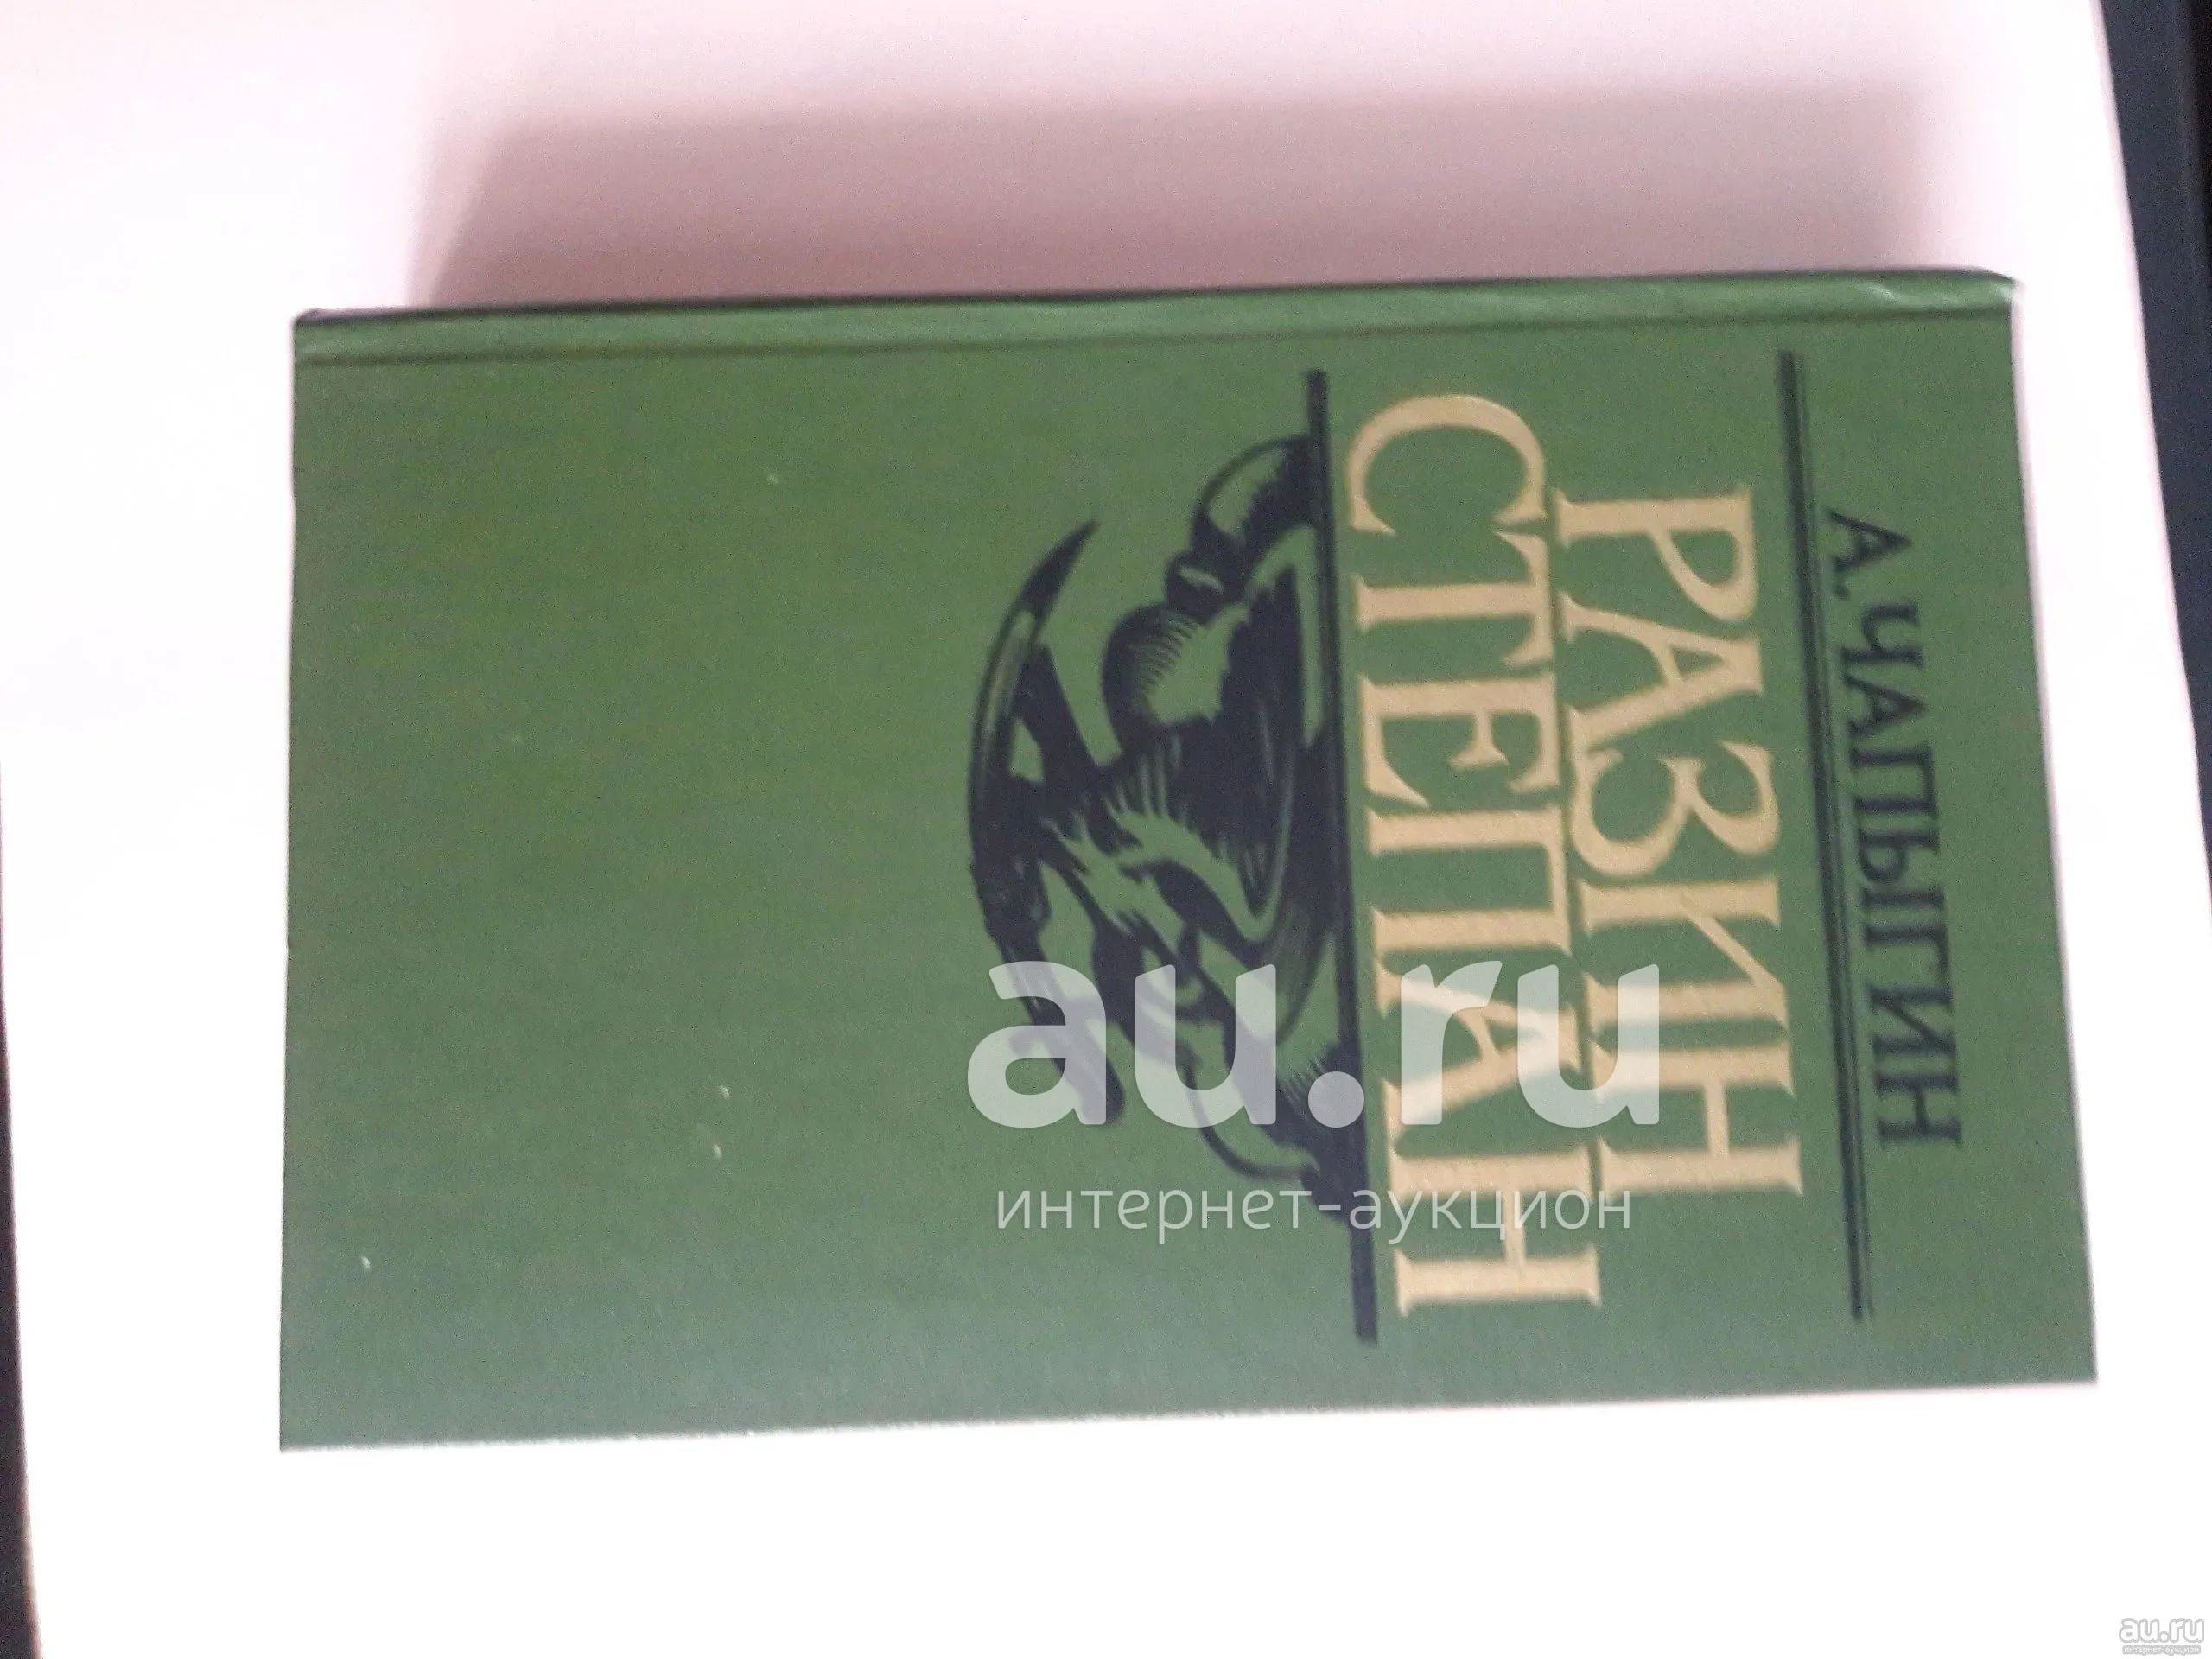 А. ЧАПЫГИН
РАЗИН
СТЕПАН
au.ru
интернет-аукцион
au.ru
интернет-аукцион